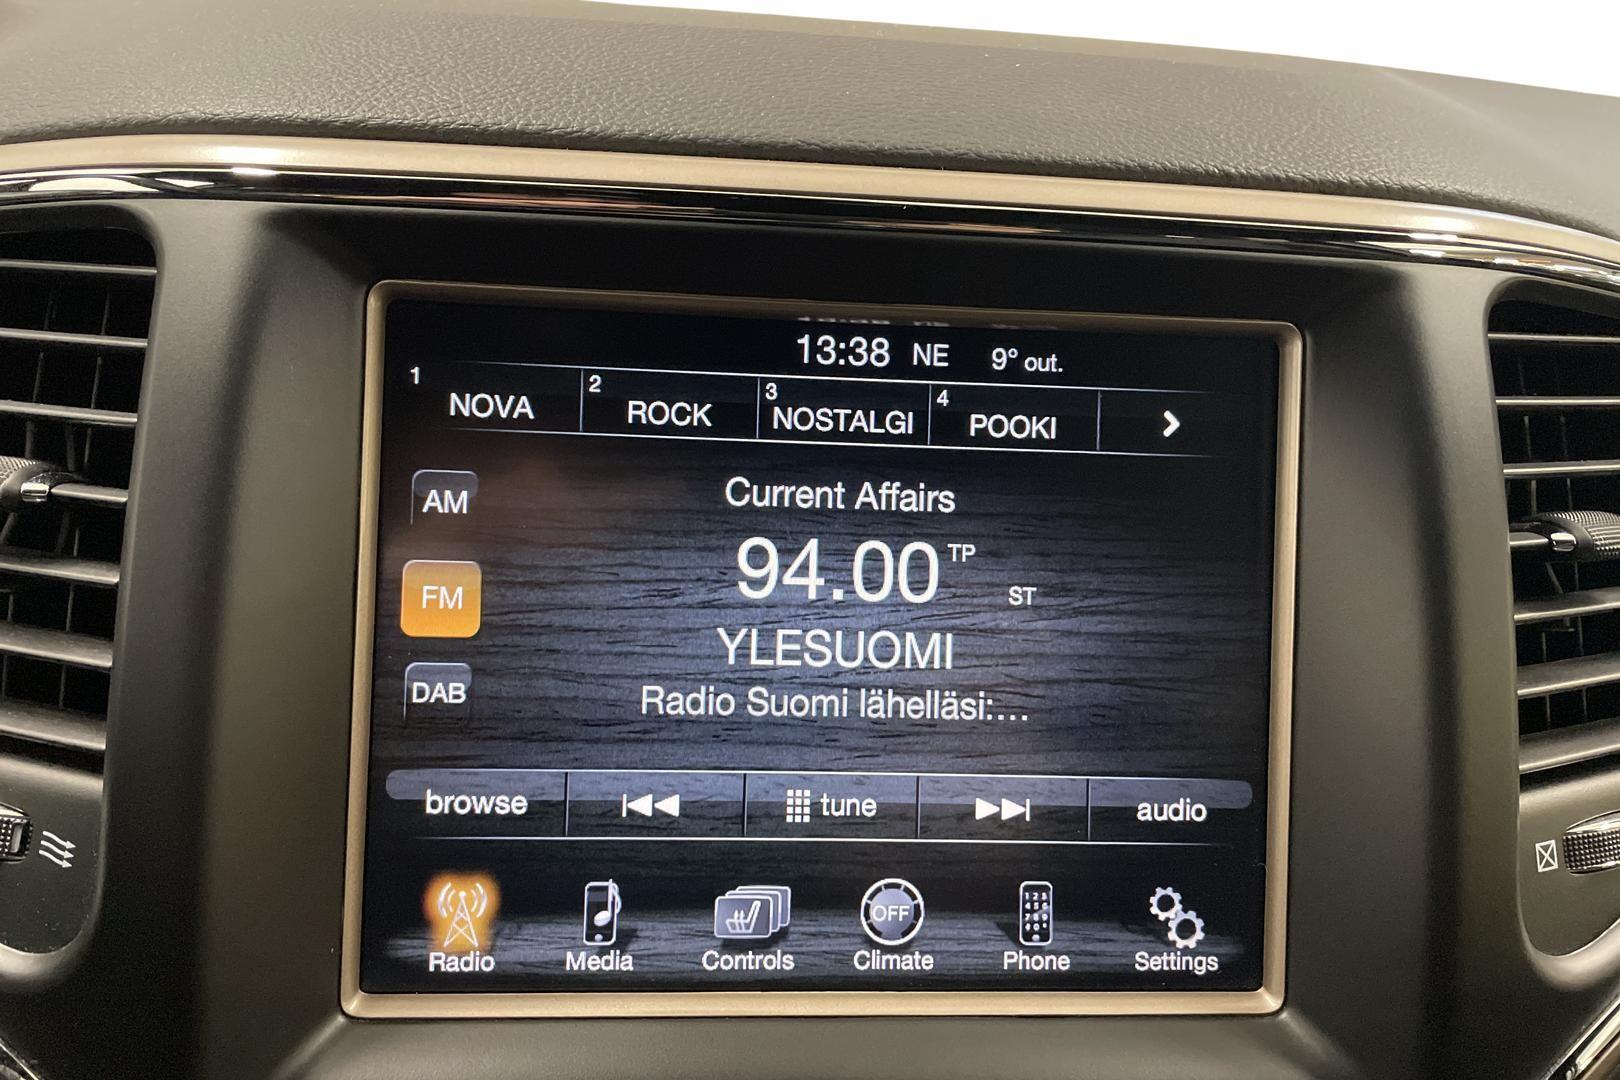 13:38 NE 9° out.
1 NOVA 2 ROCK 3 NOSTALGI 4 POOKI
AM
Current Affairs
94.00 TP
FM
ST
YLESUOMI
DAB
Radio Suomi lähelläsi:...
browse tune audio
OFF
Radio Media Controls Climate Phone Settings